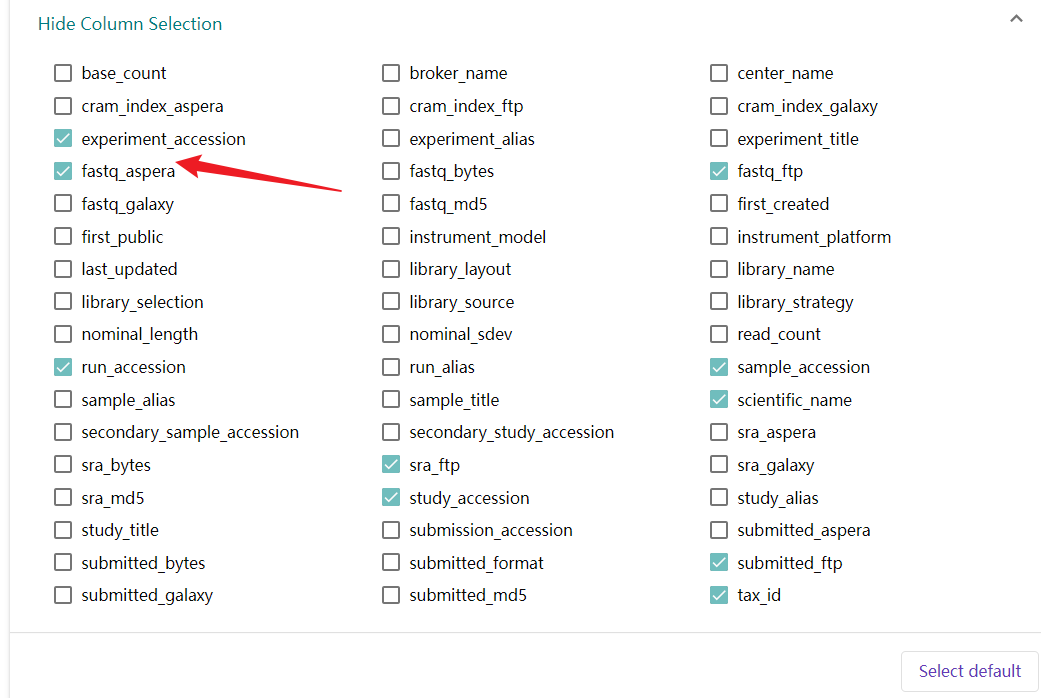 Hide Column Selection
base_count broker_name center_name
cram_index_aspera cram_index_ftp cram_index_galaxy
experiment_accession experiment_alias experiment_title
fastq_aspera fastq_bytes fastq_ftp
fastq_galaxy fastq_md5 first_created
first_public instrument_model instrument_platform
last_updated library_layout library_name
library_selection library_source library_strategy
nominal_length nominal_sdev read_count
run_accession run_alias sample_accession
sample_alias sample_title scientific_name
secondary_sample_accession secondary_study_accession sra_aspera
sra_bytes sra_ftp sra_galaxy
sra_md5 study_accession study_alias
study_title submission_accession submitted_aspera
submitted_bytes submitted_format submitted_ftp
submitted_galaxy submitted_md5 tax_id
Select default